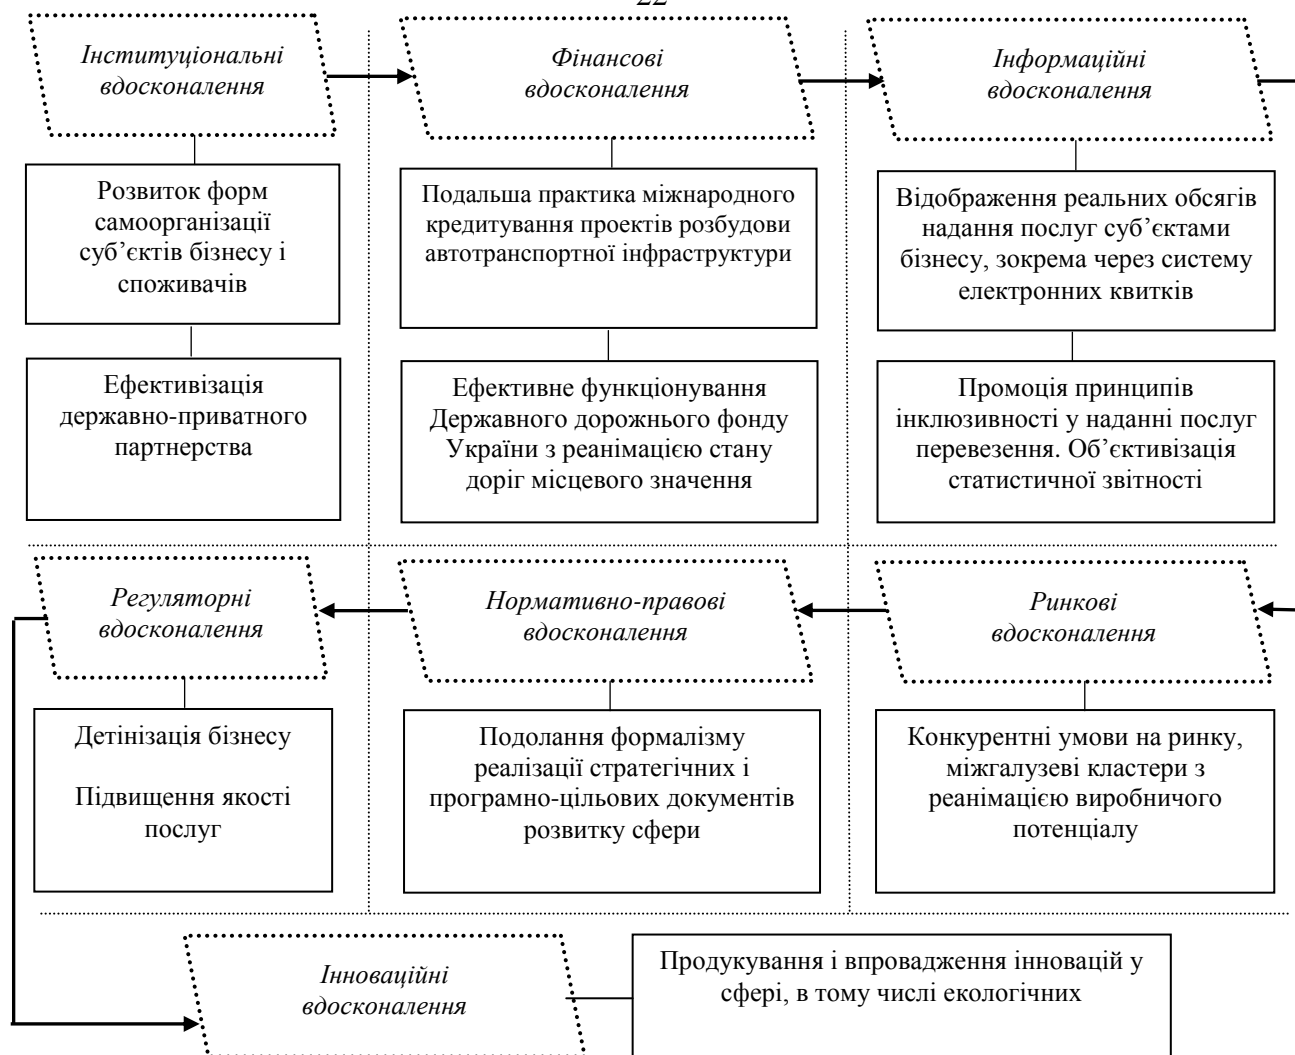 22
Інституціональні
вдосконалення
Фінансові
вдосконалення
Інформаційні
вдосконалення
Розвиток форм
самоорганізації
суб’єктів бізнесу і
споживачів
Подальша практика міжнародного
кредитування проектів розбудови
автотранспортної інфраструктури
Відображення реальних обсягів
надання послуг суб’єктами
бізнесу, зокрема через систему
електронних квитків
Ефективізація
державно-приватного
партнерства
Ефективне функціонування
Державного дорожнього фонду
України з реанімацією стану
доріг місцевого значення
Промоція принципів
інклюзивності у наданні послуг
перевезення. Об’єктивізація
статистичної звітності
Регуляторні
вдосконалення
Нормативно-правові
вдосконалення
Ринкові
вдосконалення
Детінізація бізнесу
Підвищення якості
послуг
Подолання формалізму
реалізації стратегічних і
програмно-цільових документів
розвитку сфери
Конкурентні умови на ринку,
міжгалузеві кластери з
реанімацією виробничого
потенціалу
Інноваційні
вдосконалення
Продукування і впровадження інновацій у
сфері, в тому числі екологічних